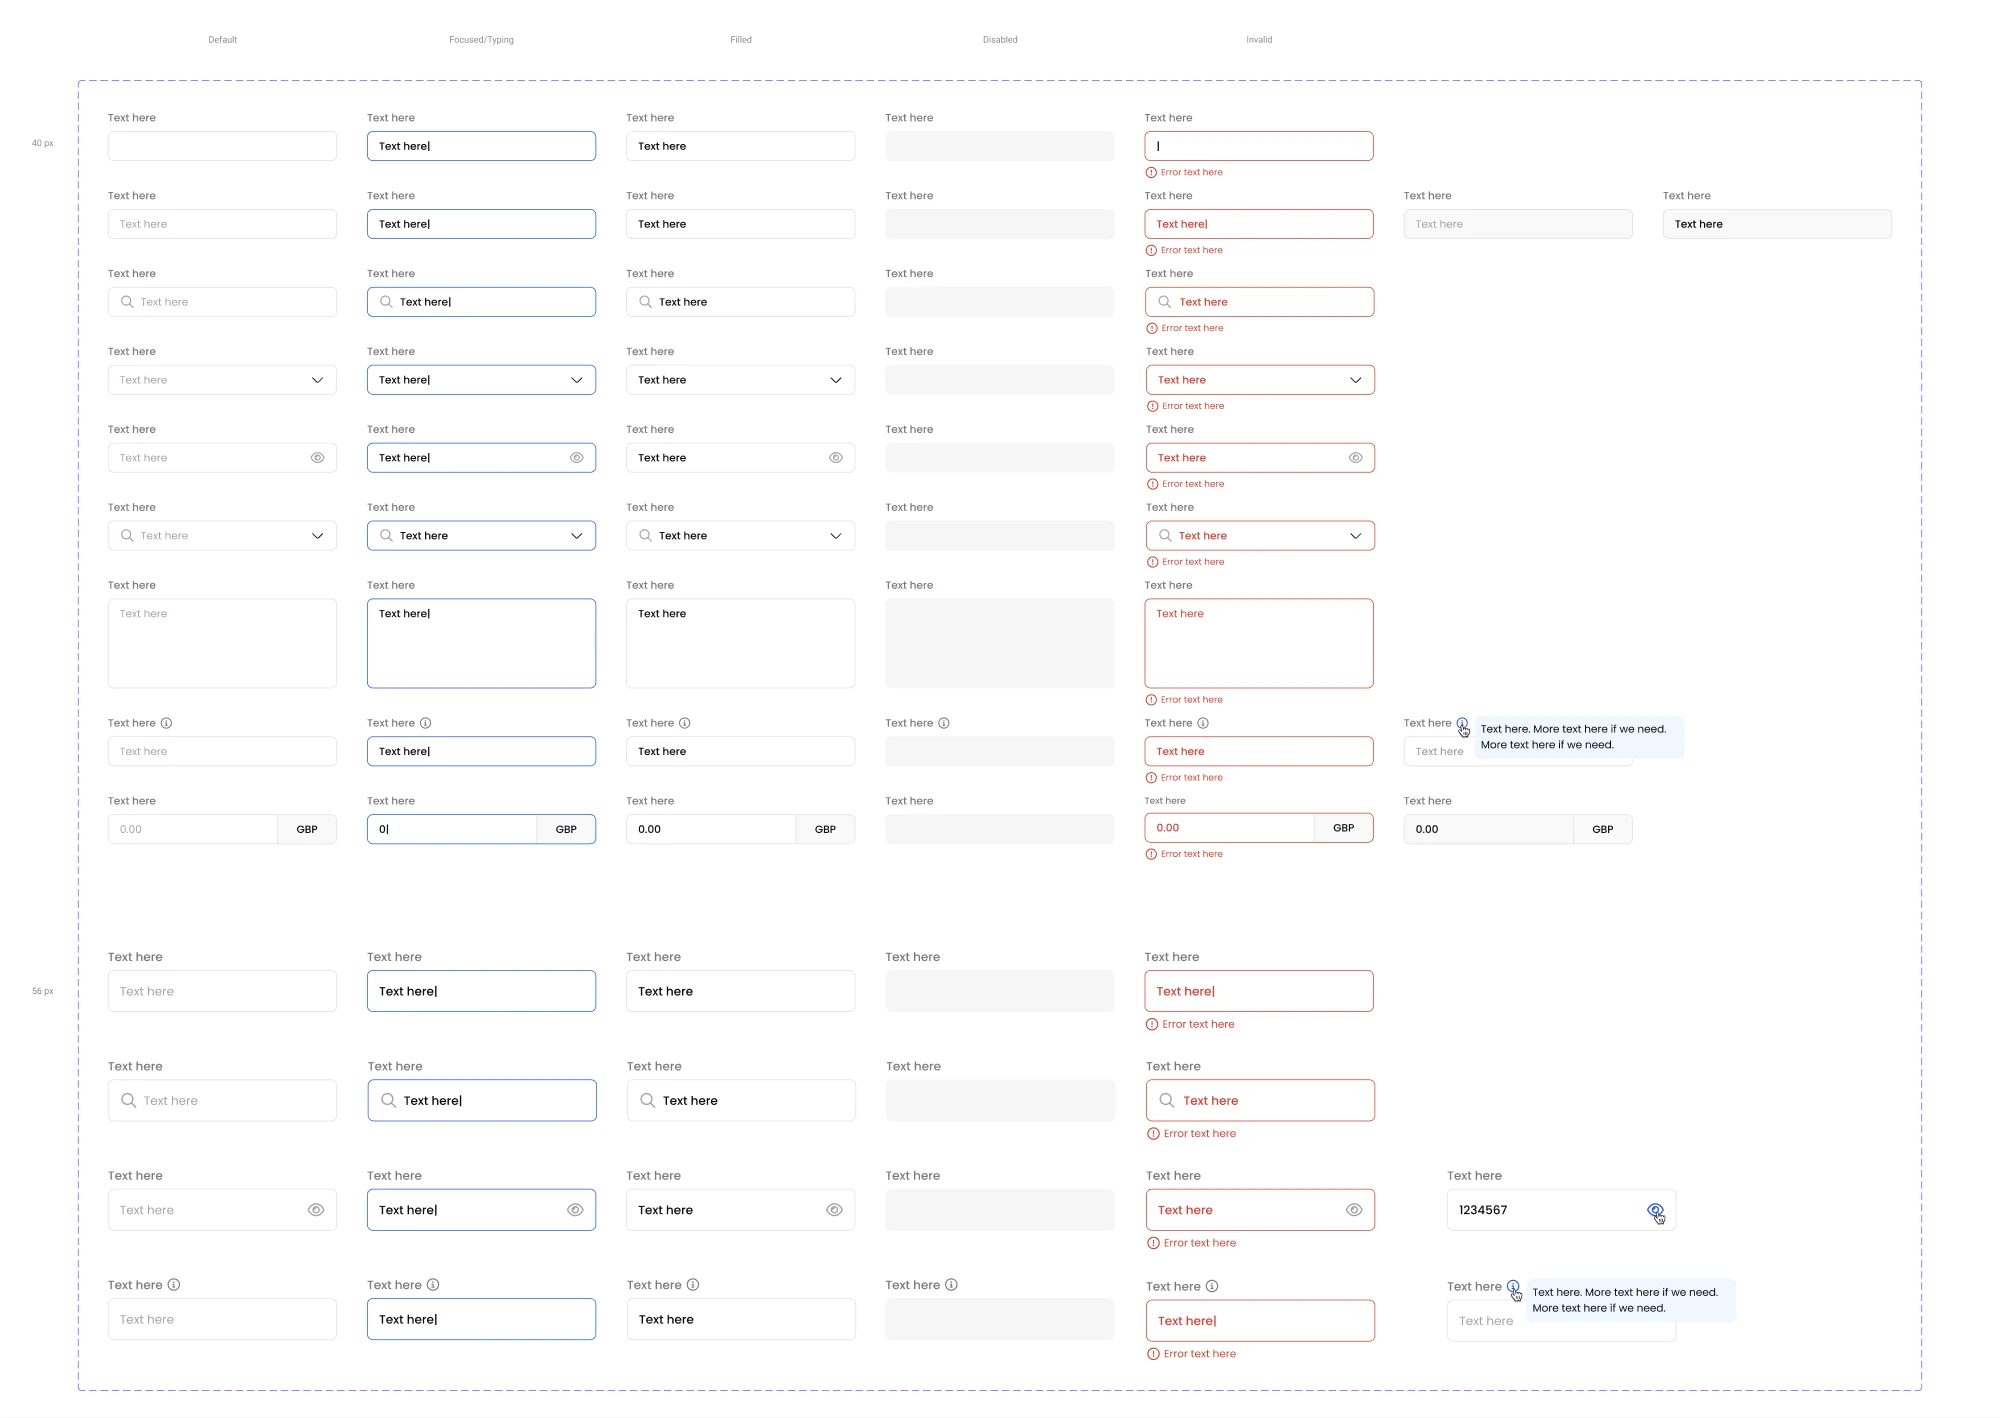 Default Focused/Typing Filled Disabled Invalid
40 px
Text here Text here Text here Text here Text here
Text here| Text here |
Error text here
Text here Text here Text here Text here Text here Text here Text here
Text here Text here| Text here Text here| Text here Text here
Error text here
Text here Text here Text here Text here Text here
Text here Text here| Text here Text here
Error text here
Text here Text here Text here Text here Text here
Text here Text here| Text here Text here
Error text here
Text here Text here Text here Text here Text here
Text here Text here| Text here Text here
Error text here
Text here Text here Text here Text here Text here
Text here Text here Text here Text here
Error text here
Text here Text here Text here Text here Text here
Text here Text here| Text here Text here
Error text here
Text here Text here Text here Text here Text here Text here Text here. More text here if we need.
More text here if we need.
Text here Text here| Text here Text here Text here
Error text here
Text here Text here Text here Text here Text here Text here
0.00 GBP 0| GBP 0.00 GBP 0.00 GBP 0.00 GBP
Error text here
56 px
Text here Text here Text here Text here Text here
Text here Text here| Text here Text here|
Error text here
Text here Text here Text here Text here Text here
Text here Text here| Text here Text here
Error text here
Text here Text here Text here Text here Text here Text here
Text here Text here| Text here Text here 1234567
Error text here
Text here Text here Text here Text here Text here Text here Text here. More text here if we need.
More text here if we need.
Text here Text here| Text here Text here| Text here
Error text here